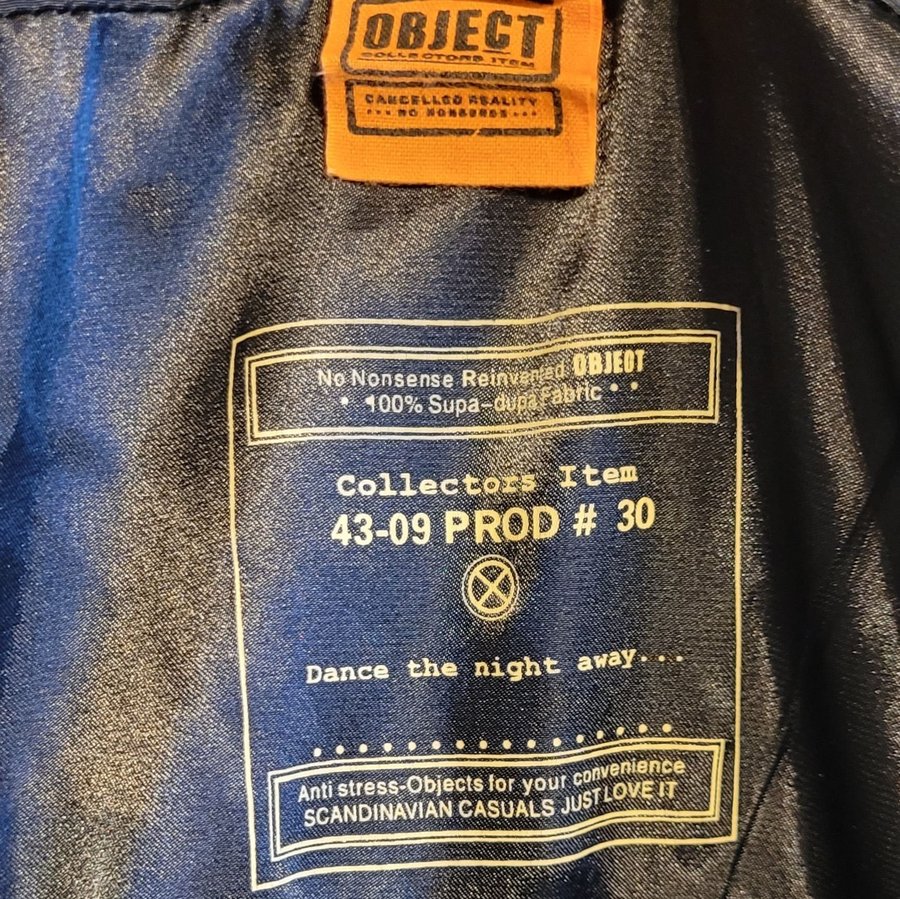 OBJECT
COLLECTORS ITEM
CANCELLED REALITY
••• NO NONSENSE •••
No Nonsense Reinvented OBJECT
• 100% Supa-dupa Fabric • •
Collectors Item
43-09 PROD # 30
Dance the night away...
Anti stress-Objects for your convenience
SCANDINAVIAN CASUALS JUST LOVE IT